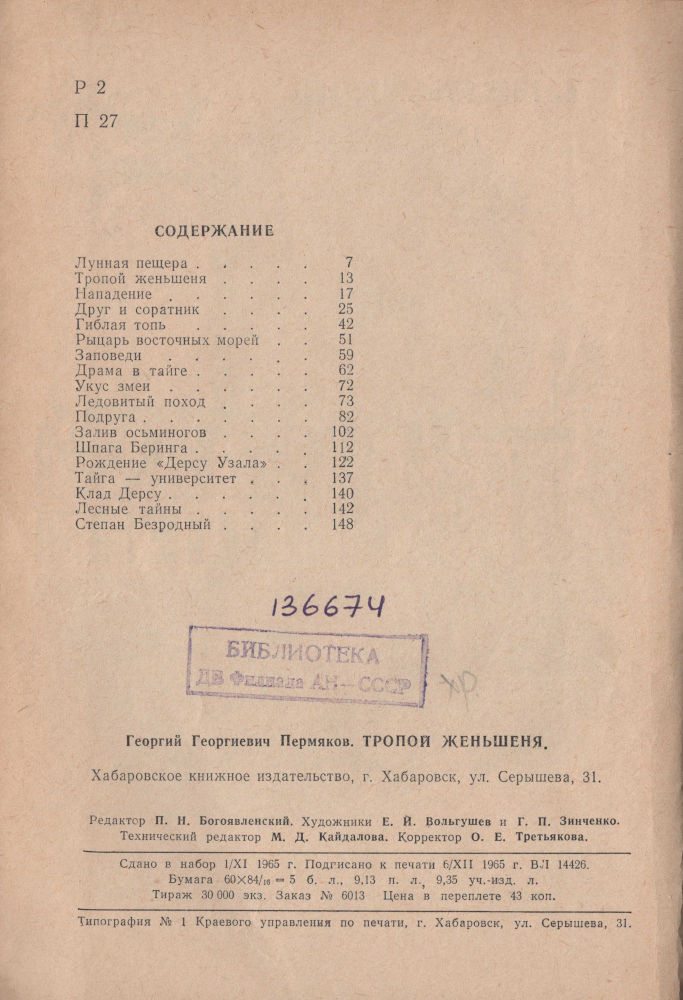 Р 2
П 27
СОДЕРЖАНИЕ
Лунная пещера . . . . . 7
Тропой женьшеня . . . . 13
Нападение . . . . . . 17
Друг и соратник . . . . 25
Гиблая топь . . . . . 42
Рыцарь восточных морей . . 51
Заповеди . . . . . . 59
Драма в тайге . . . . . 62
Укус змеи . . . . . . 72
Ледовитый поход . . . . 73
Подруга . . . . . . . 82
Залив осьминогов . . . . 102
Шпага Беринга . . . . . 112
Рождение «Дерсу Узала» . . 122
Тайга — университет . . . 137
Клад Дерсу . . . . . . 140
Лесные тайны . . . . . 142
Степан Безродный . . . . 148
136674
БИБЛИОТЕКА
ДВ Филиала АН—СССР
хр.
Георгий Георгиевич Пермяков. ТРОПОЙ ЖЕНЬШЕНЯ.
Хабаровское книжное издательство, г. Хабаровск, ул. Серышева, 31.
Редактор П. Н. Богоявленский. Художники Е. И. Вольгушев и Г. П. Зинченко.
Технический редактор М. Д. Кайдалова. Корректор О. Е. Третьякова.
Сдано в набор 1/XI 1965 г. Подписано к печати 6/XII 1965 г. ВЛ 14426.
Бумага 60×84/16 = 5 б. л., 9,13 п. л., 9,35 уч.-изд. л.
Тираж 30 000 экз. Заказ № 6013 Цена в переплете 43 коп.
Типография № 1 Краевого управления по печати, г. Хабаровск, ул. Серышева, 31.